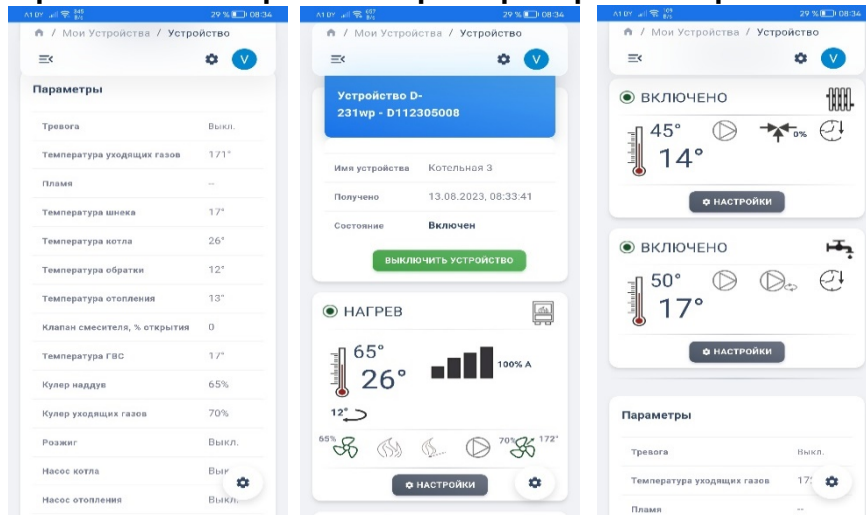 29 % 08:34
/ Мои Устройства / Устройство
V
Параметры
Тревога Выкл.
Температура уходящих газов 171°
Пламя --
Температура шнека 17°
Температура котла 26°
Температура обратки 12°
Температура отопления 13°
Клапан смесителя, % открытия 0
Температура ГВС 17°
Кулер наддув 65%
Кулер уходящих газов 70%
Розжиг Выкл.
Насос котла
Насос отопления Выкл.
29 % 08:34
/ Мои Устройства / Устройство
V
Устройство D-
231wp - D112305008
Имя устройства Котельная 3
Получено 13.08.2023, 08:33:41
Состояние Включен
ВЫКЛЮЧИТЬ УСТРОЙСТВО
НАГРЕВ
65°
26°
100% A
12°
65% 70% 172°
НАСТРОЙКИ
29 % 08:34
/ Мои Устройства / Устройство
V
ВКЛЮЧЕНО
45°
14°
0%
НАСТРОЙКИ
ВКЛЮЧЕНО
50°
17°
НАСТРОЙКИ
Параметры
Тревога Выкл.
Температура уходящих газов
Пламя --